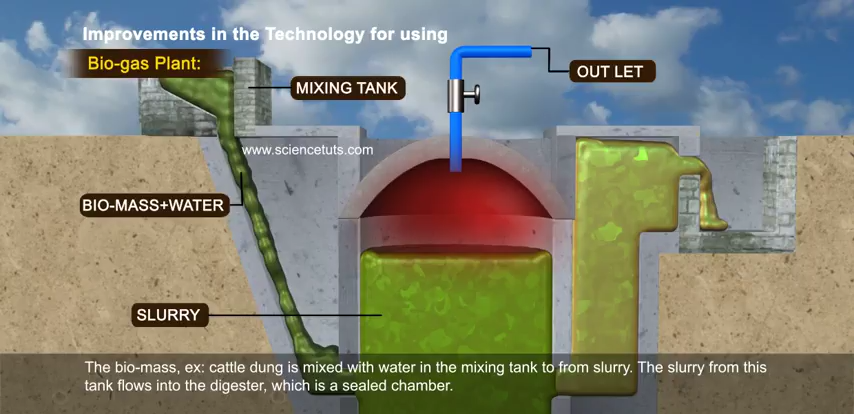 Improvements in the Technology for using
Bio-gas Plant:
OUT LET
MIXING TANK
www.sciencetuts.com
BIO-MASS+WATER
SLURRY
The bio-mass, ex: cattle dung is mixed with water in the mixing tank to from slurry. The slurry from this
tank flows into the digester, which is a sealed chamber.